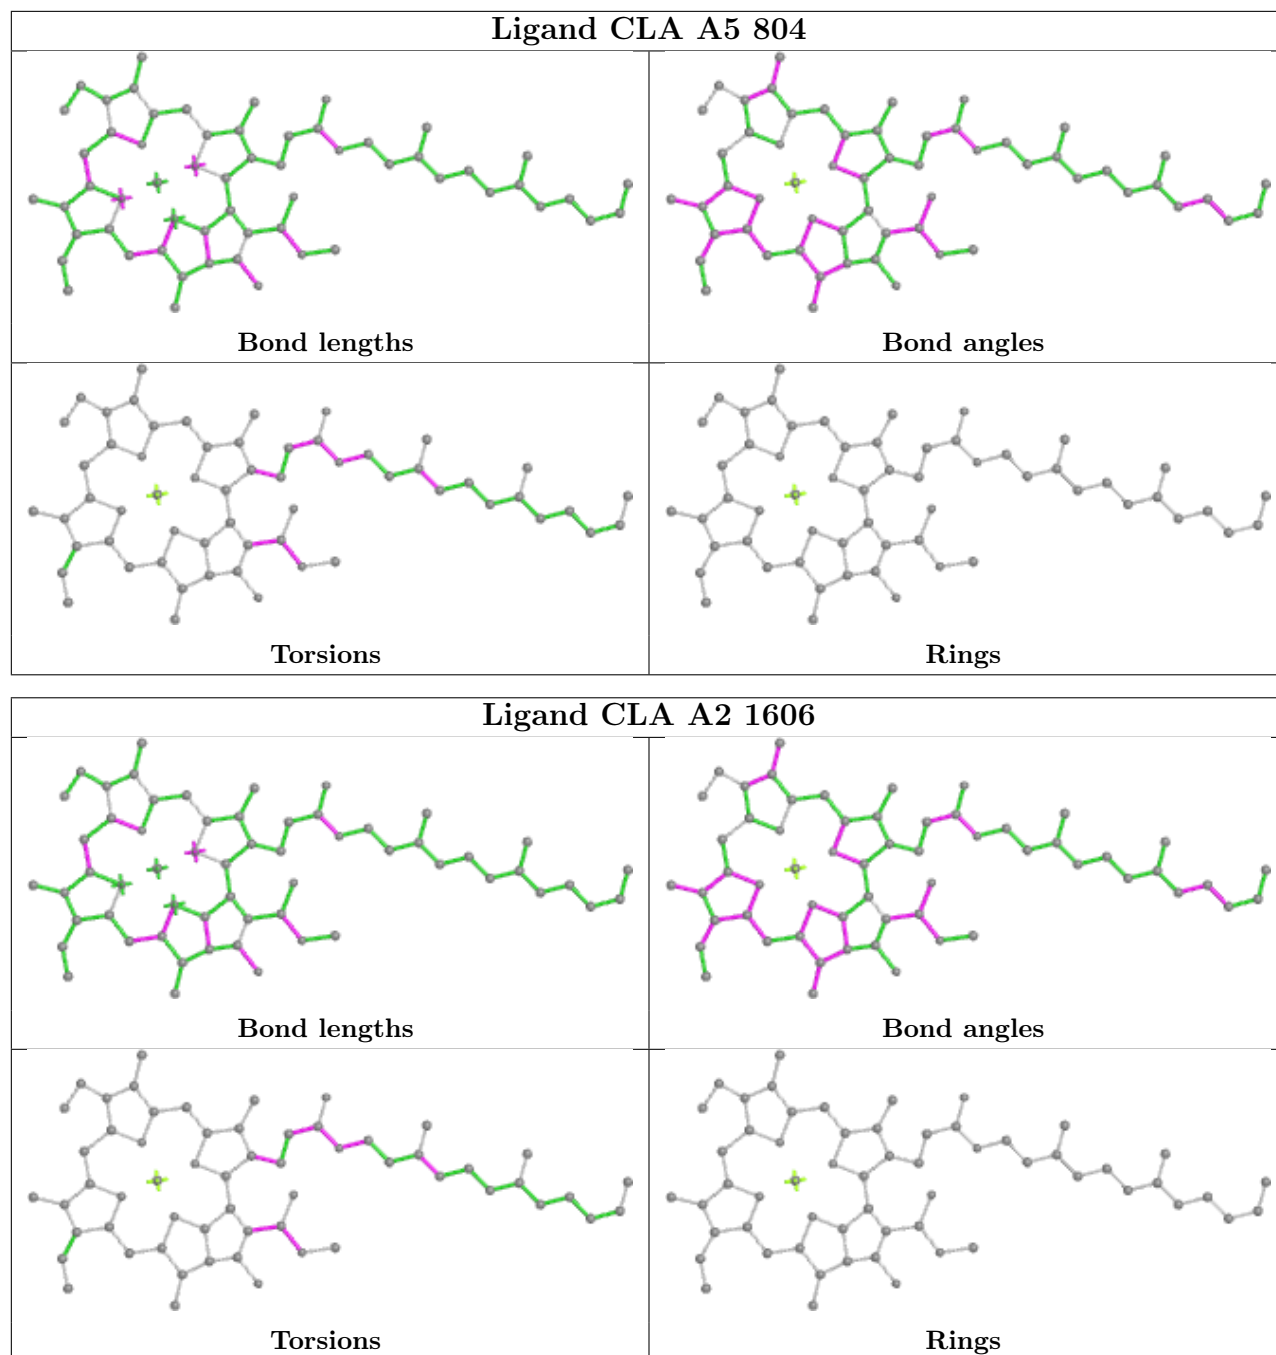 Ligand CLA A5 804
Bond lengths
Bond angles
Torsions
Rings
Ligand CLA A2 1606
Bond lengths
Bond angles
Torsions
Rings